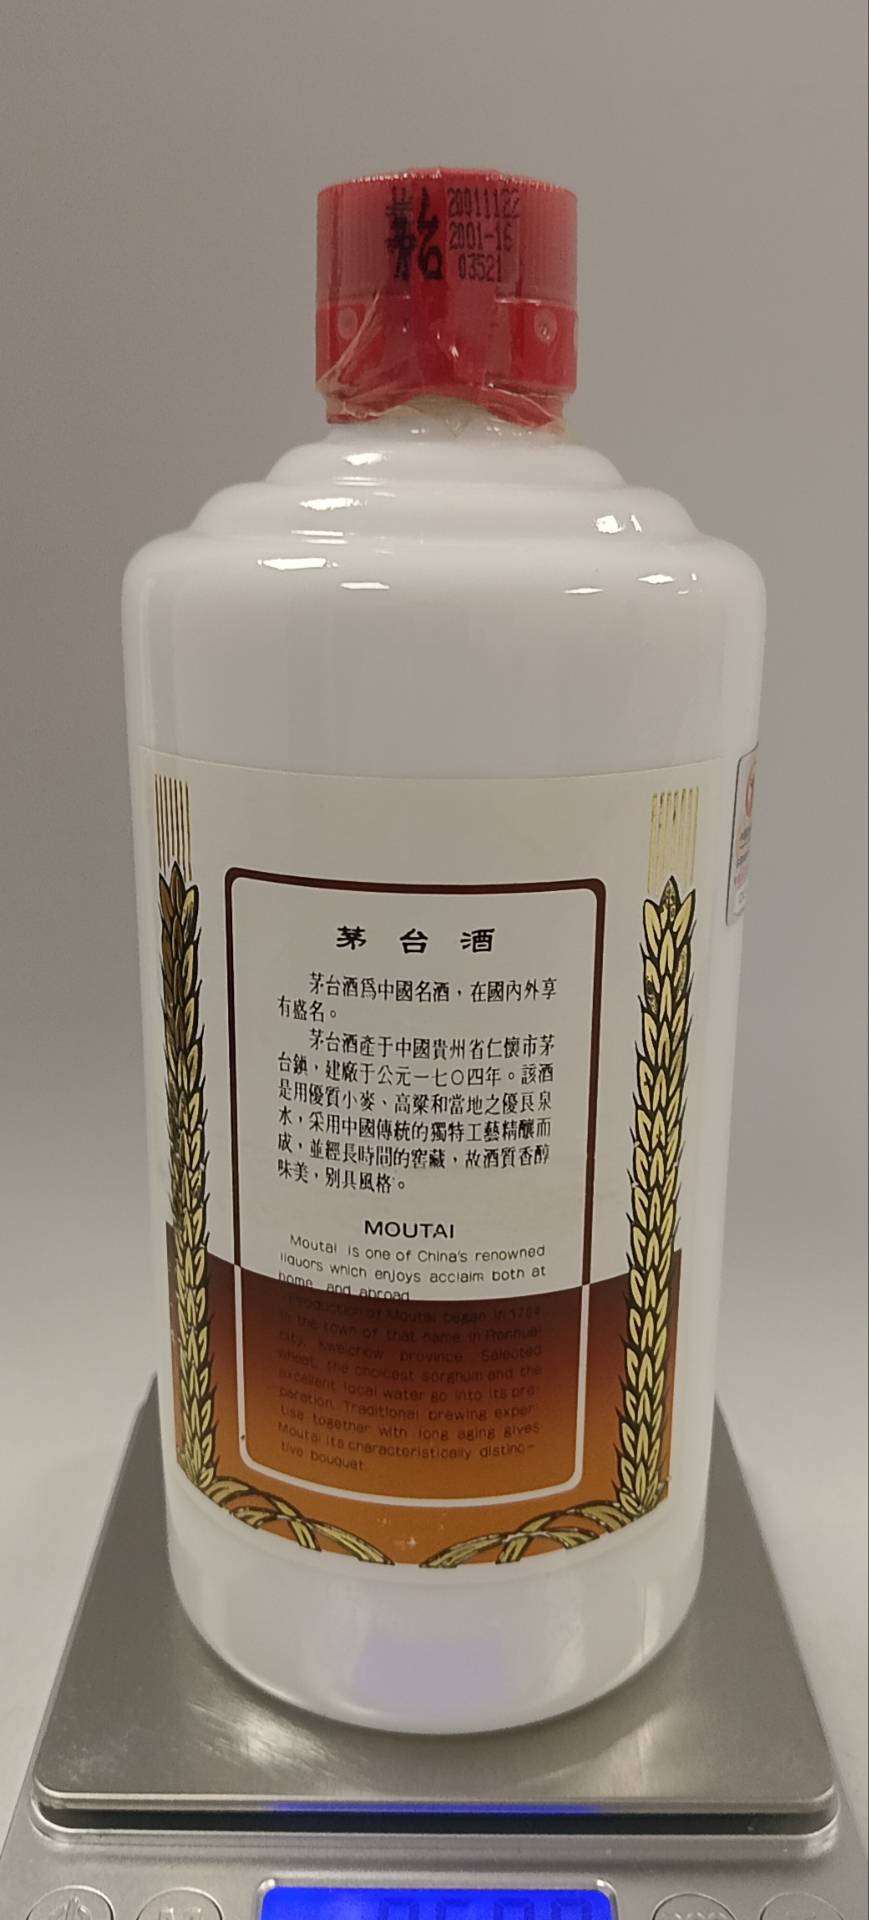 茅台
20011122
2001-16
03521
茅台酒
茅台酒爲中國名酒，在國內外享
有盛名。
茅台酒產于中國貴州省仁懷市茅
台鎮，建廠于公元一七〇四年。該酒
是用優質小麥、高粱和當地之優良泉
水，采用中國傳統的獨特工藝精釀而
成，並經長時間的窖藏，故酒質香醇
味美，別具風格。
MOUTAI
Moutai is one of China's renowned
liquors which enjoys acclaim both at
home and abroad
Production of Moutai began in 1704
in the town of that name in Renhuai
city, Kweichow province. Selected
wheat, the choicest sorghum and the
excellent local water go into its pre-
paration. Traditional brewing exper-
tise together with long aging gives
Moutai its characteristically distinc-
tive bouquet.